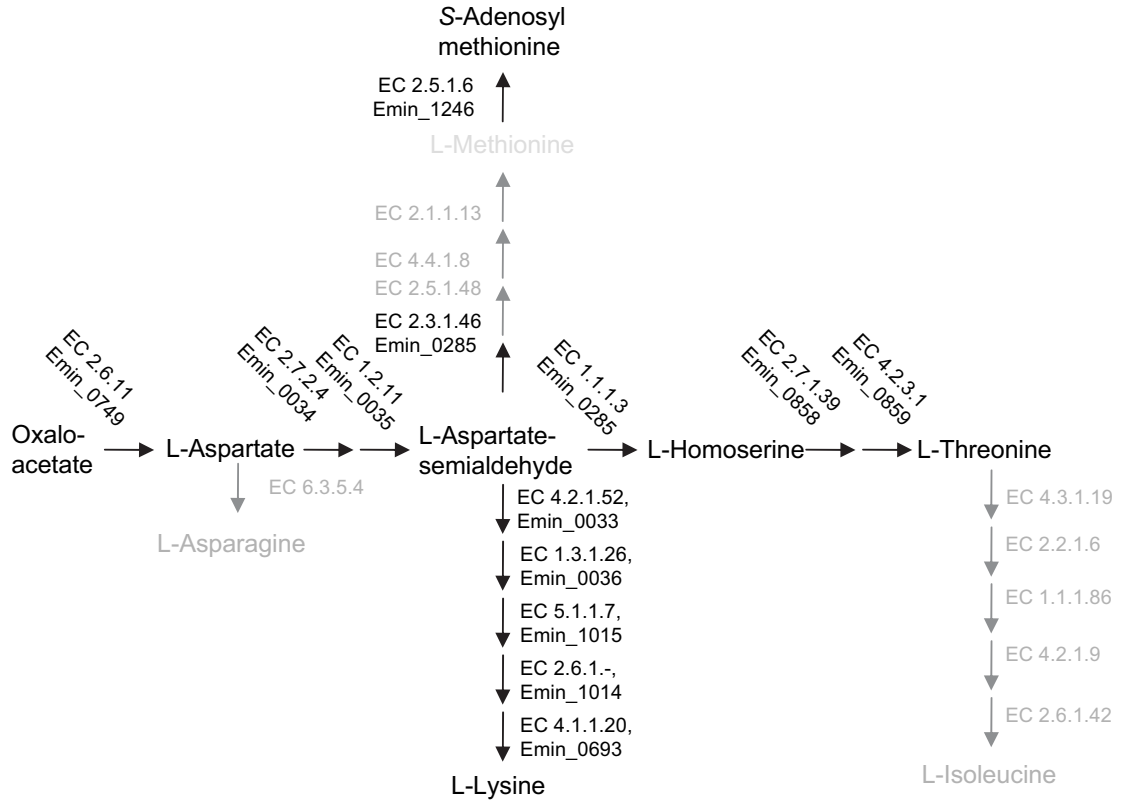 S-Adenosyl
methionine
EC 2.5.1.6
Emin_1246
L-Methionine
EC 2.1.1.13
EC 4.4.1.8
EC 2.5.1.48
EC 2.3.1.46
Emin_0285
EC 2.6.11
Emin_0749
EC 2.7.2.4
Emin_0034
EC 1.2.11
Emin_0035
EC 1.1.1.3
Emin_0285
EC 2.7.1.39
Emin_0858
EC 4.2.3.1
Emin_0859
Oxalo-
acetate
L-Aspartate
L-Aspartate-
semialdehyde
L-Homoserine
L-Threonine
EC 6.3.5.4
L-Asparagine
EC 4.2.1.52,
Emin_0033
EC 1.3.1.26,
Emin_0036
EC 5.1.1.7,
Emin_1015
EC 2.6.1.-,
Emin_1014
EC 4.1.1.20,
Emin_0693
L-Lysine
EC 4.3.1.19
EC 2.2.1.6
EC 1.1.1.86
EC 4.2.1.9
EC 2.6.1.42
L-Isoleucine